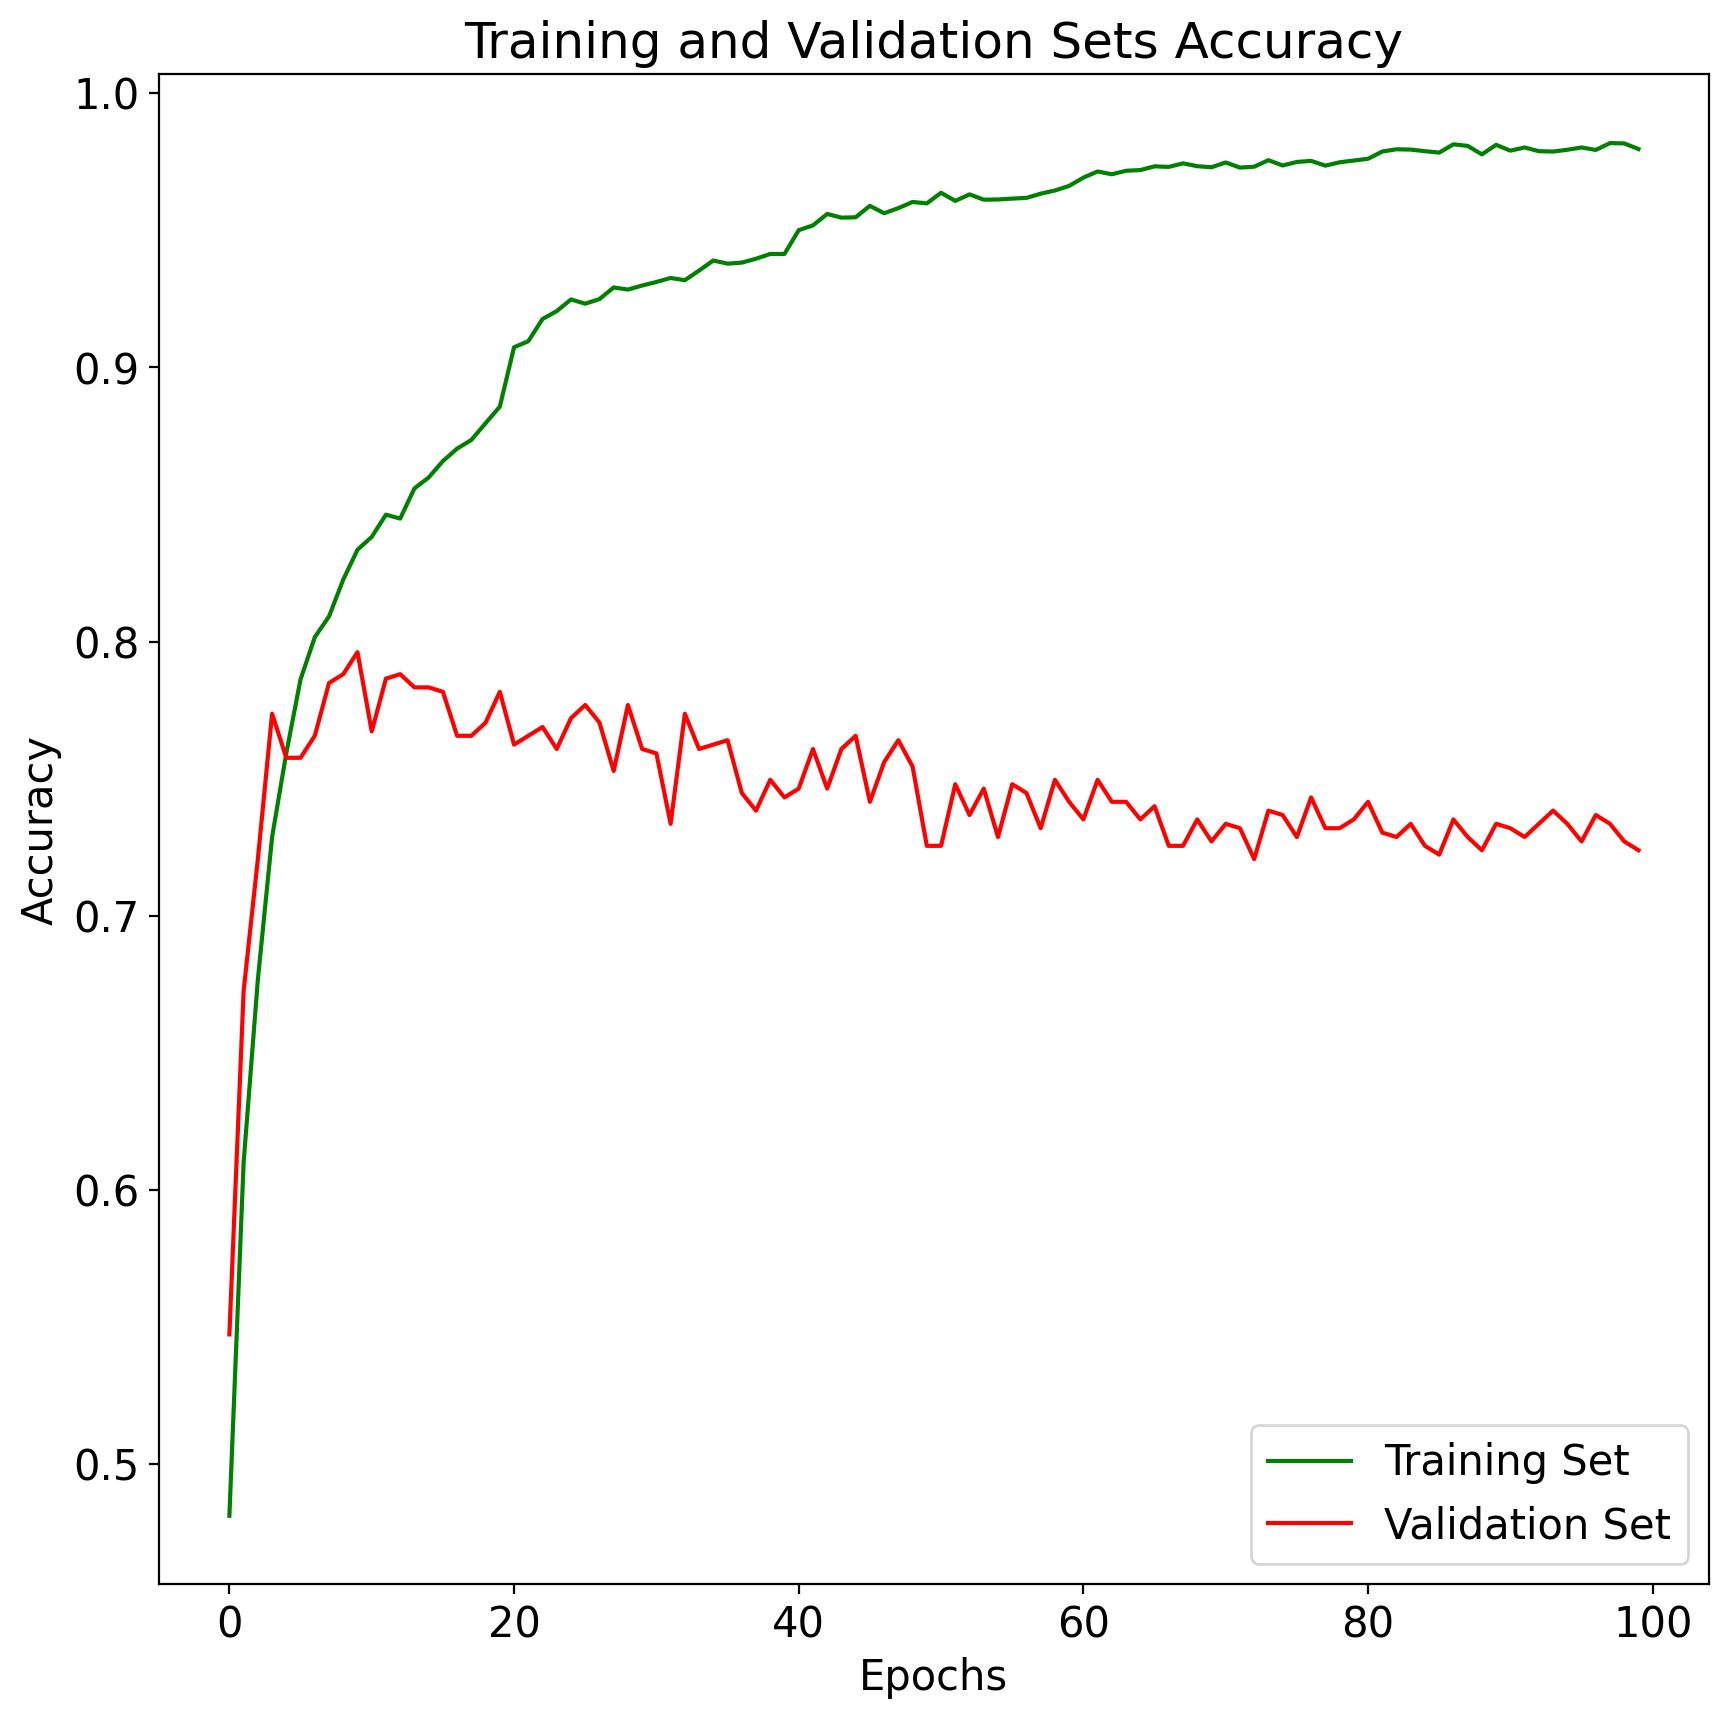 Training and Validation Sets Accuracy
1.0
0.9
0.8
0.7
0.6
0.5
Accuracy
0 20 40 60 80 100
Epochs
Training Set
Validation Set